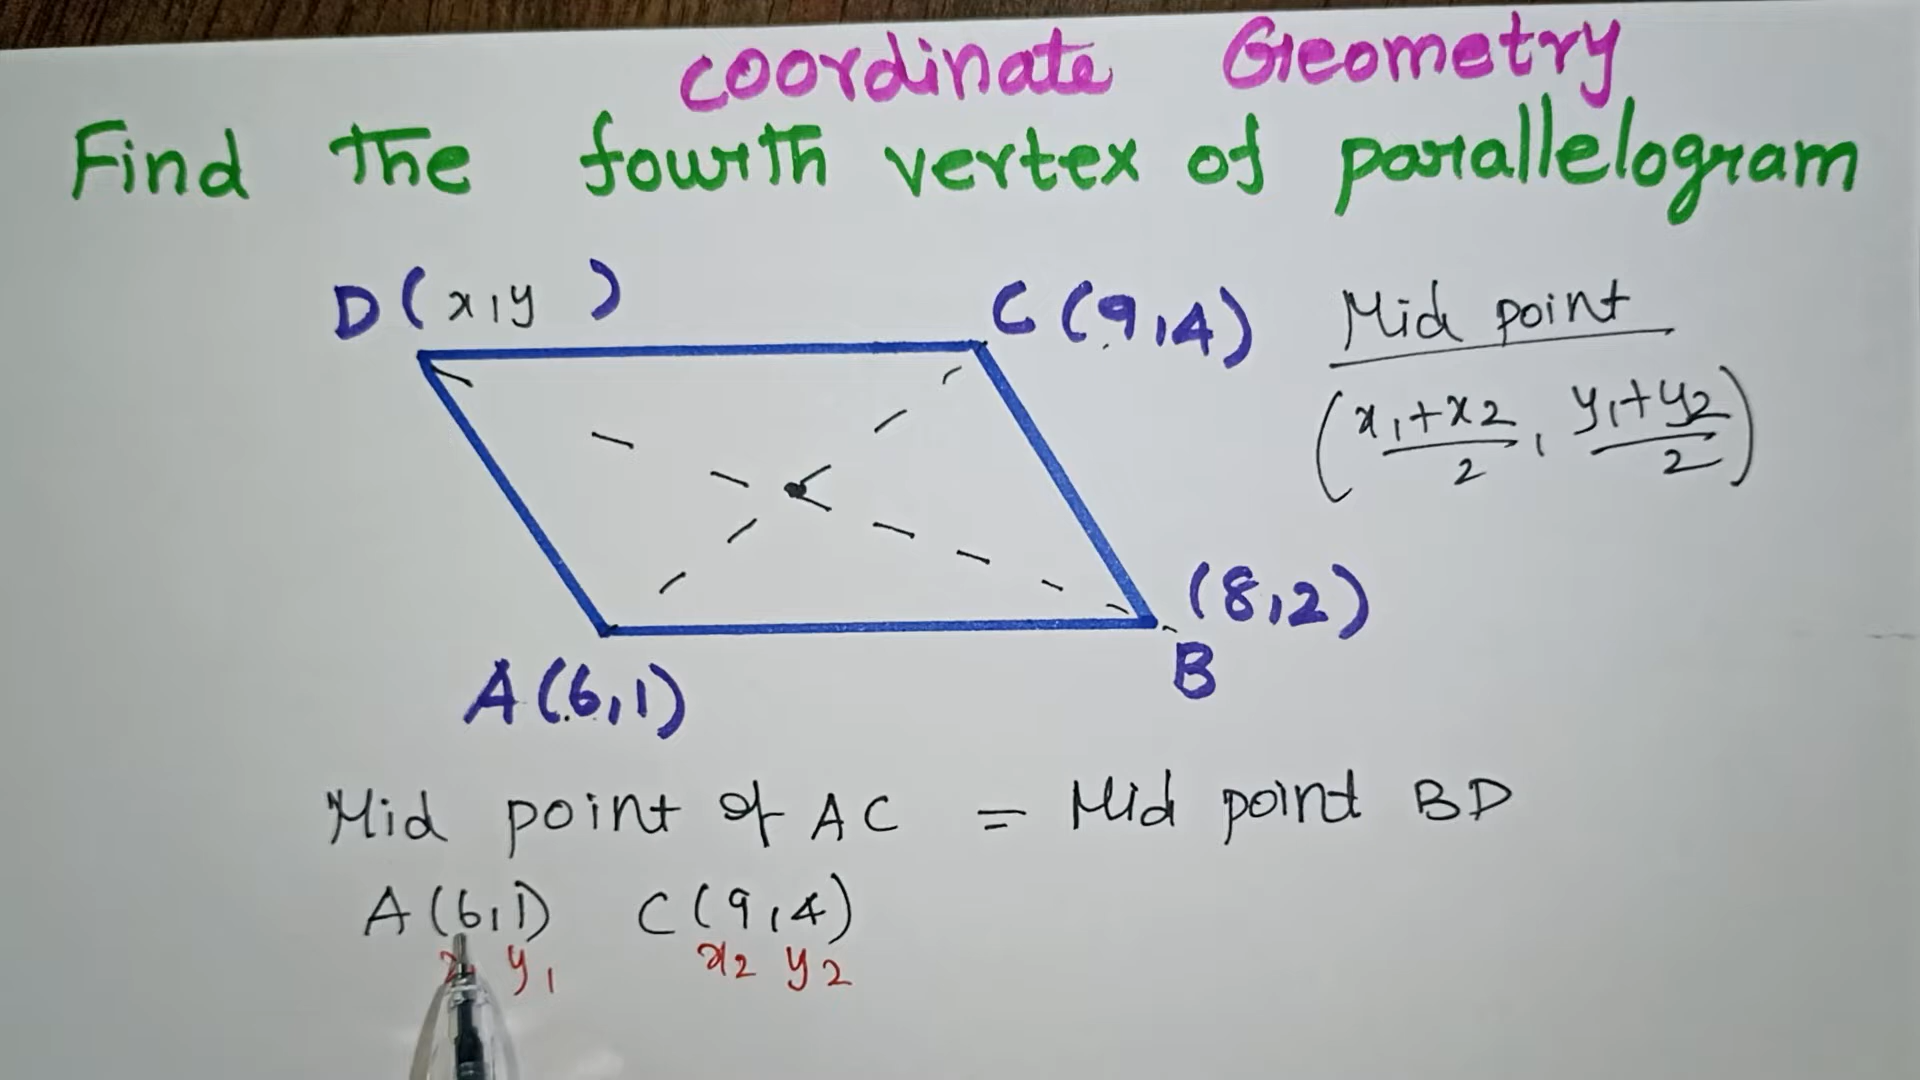 coordinate Geometry
Find The fourth vertex of parallelogram
D(x,y ) C(9,4) Mid point
(x1+x2/2, y1+y2/2)
(8,2)
B
A(6,1)
Mid point of AC = Mid point BD
A(6,1) C(9,4)
x1 y1 x2 y2